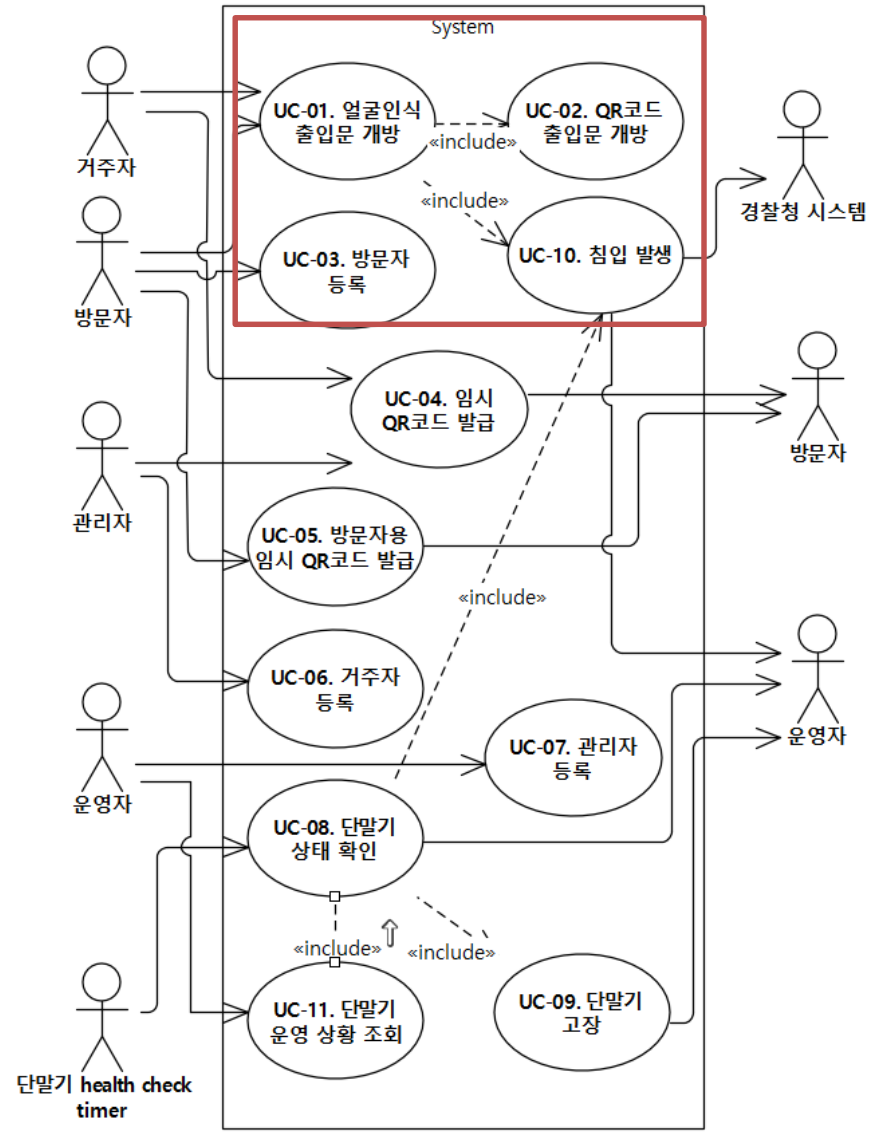 System
거주자
UC-01. 얼굴인식
출입문 개방
«include»
UC-02. QR코드
출입문 개방
경찰청 시스템
«include»
방문자
UC-03. 방문자
등록
UC-10. 침입 발생
UC-04. 임시
QR코드 발급
방문자
관리자
UC-05. 방문자용
임시 QR코드 발급
«include»
UC-06. 거주자
등록
운영자
운영자
UC-07. 관리자
등록
UC-08. 단말기
상태 확인
«include»
«include»
단말기 health check
timer
UC-11. 단말기
운영 상황 조회
UC-09. 단말기
고장